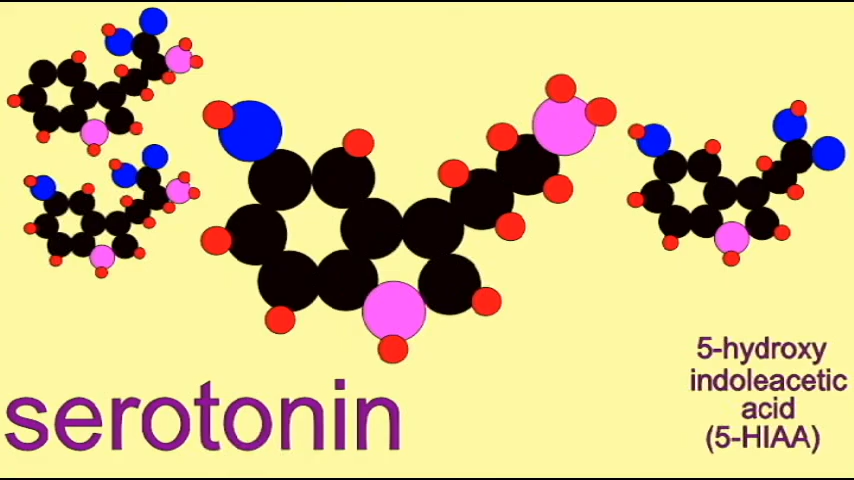 serotonin
5-hydroxy
indoleacetic
acid
(5-HIAA)